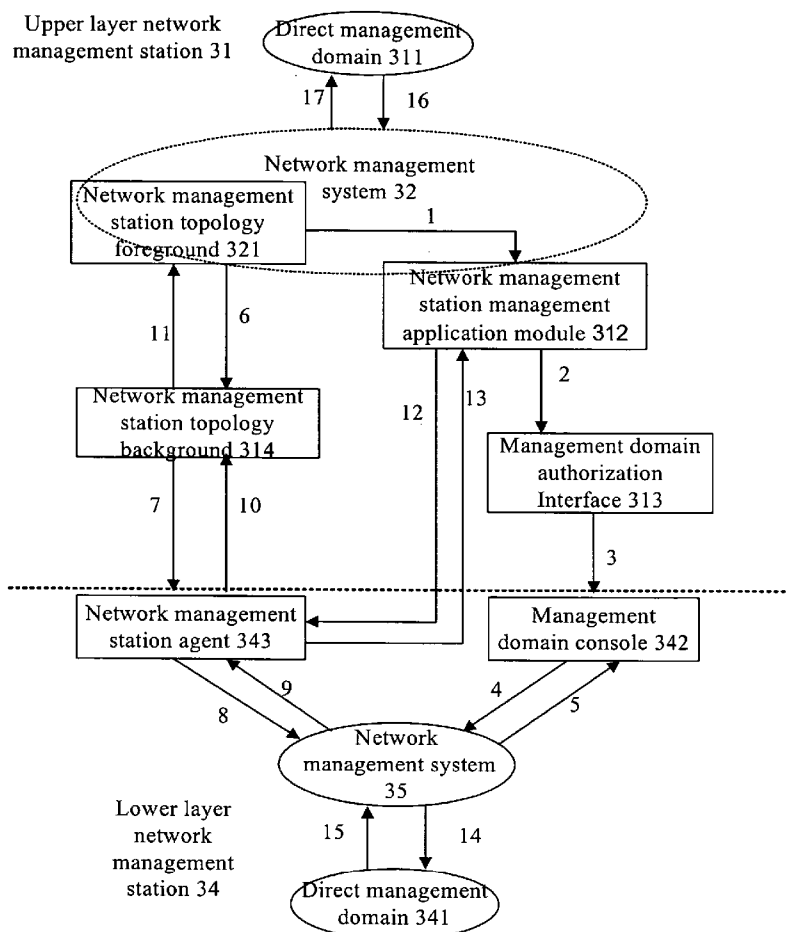 Upper layer network
management station 31
Direct management
domain 311
17
16
Network management
system 32
Network management
station topology
foreground 321
1
Network management
station management
application module 312
11
6
12
13
2
Network management
station topology
background 314
Management domain
authorization
Interface 313
7
10
3
Network management
station agent 343
Management
domain console 342
8
9
4
5
Network
management system
35
Lower layer
network
management
station 34
15
14
Direct management
domain 341